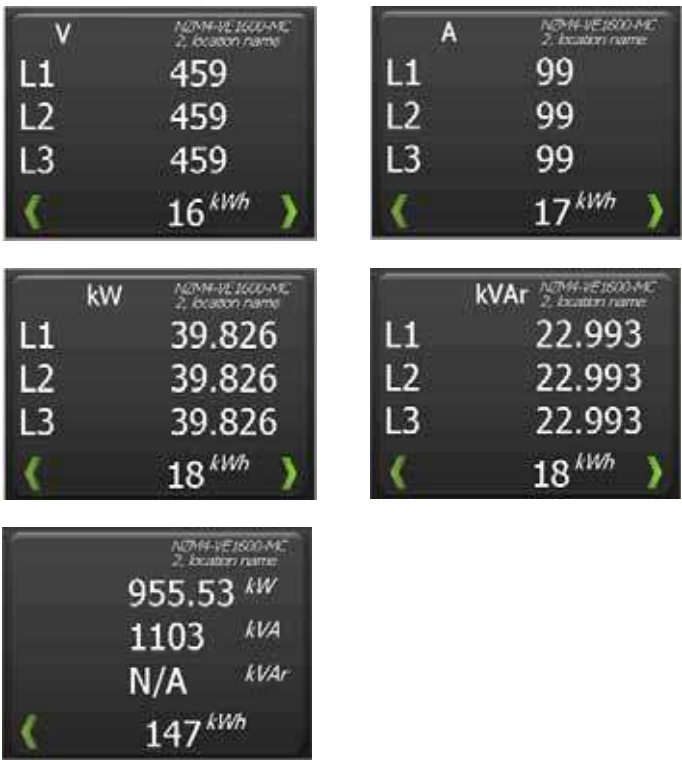 V NZM4-VE1600-MC
2, location name
L1 459
L2 459
L3 459
16 kWh
A NZM4-VE1600-MC
2, location name
L1 99
L2 99
L3 99
17 kWh
kW NZM4-VE1600-MC
2, location name
L1 39.826
L2 39.826
L3 39.826
18 kWh
kVAr NZM4-VE1600-MC
2, location name
L1 22.993
L2 22.993
L3 22.993
18 kWh
NZM4-VE1600-MC
2, location name
955.53 kW
1103 kVA
N/A kVAr
147 kWh